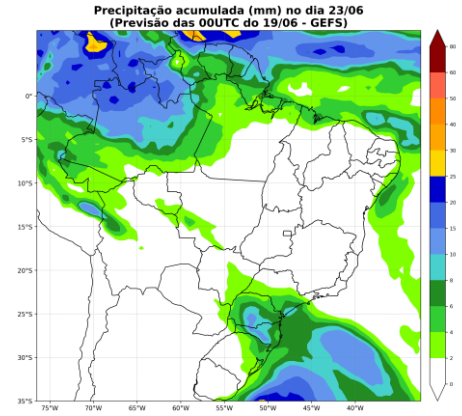 Precipitação acumulada (mm) no dia 23/06
(Previsão das 00UTC do 19/06 - GEFS)
0°
5°S
10°S
15°S
20°S
25°S
30°S
35°S
75°W 70°W 65°W 60°W 55°W 50°W 45°W 40°W
80
60
50
40
30
25
20
15
10
8
6
4
2
0